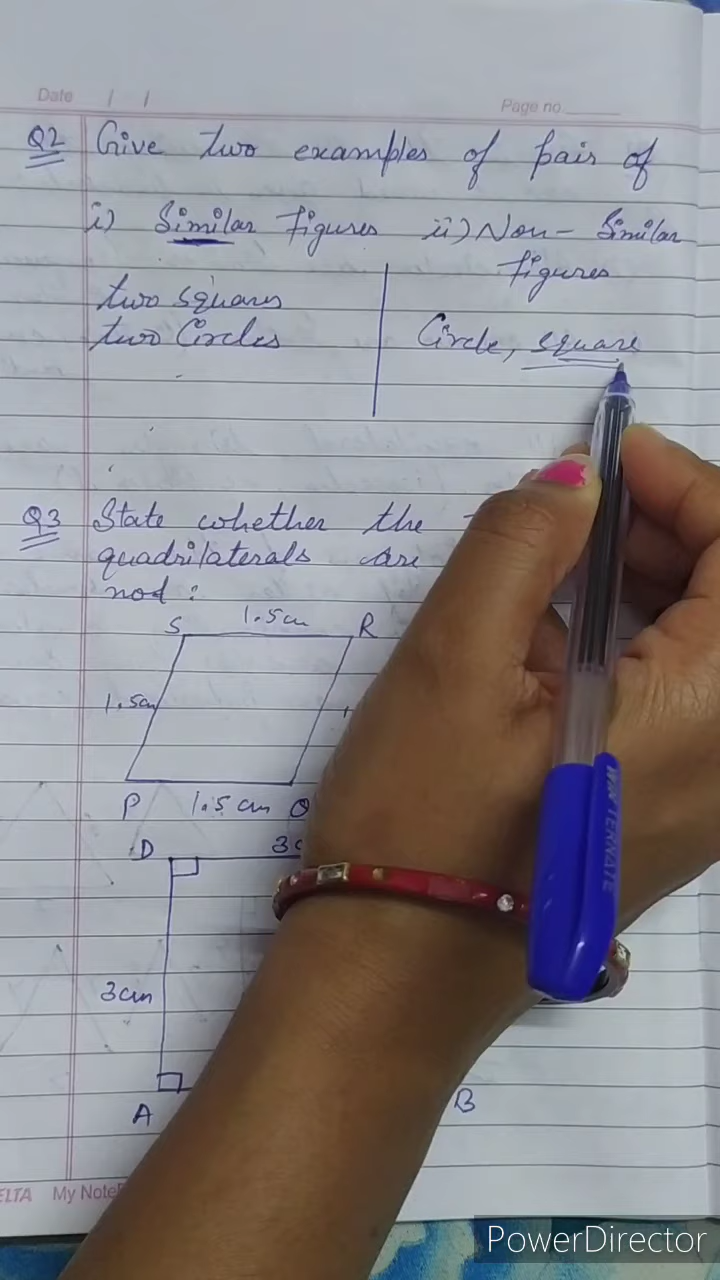 Date / /
Page no.
Q2 Give two examples of pair of
i) Similar figures ii) Non-Similar
figures
two squares
two Circles
Circle, square
Q3 State whether the
quadrilaterals are
not:
S 1.5cm R
1.5cm
P 1.5 cm Q
D 3c
3cm
A B
ELTA My Note
WAFTERNATE
PowerDirector